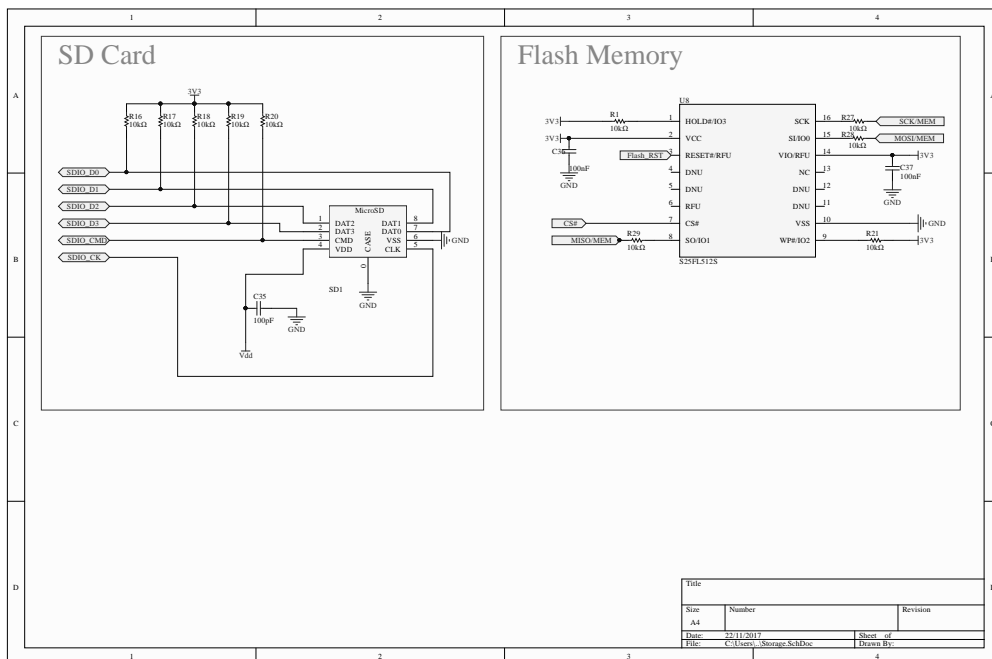 1 2 3 4
SD Card
Flash Memory
A
3V3
R16 R17 R18 R19 R20
10kΩ 10kΩ 10kΩ 10kΩ 10kΩ
SDIO_D0
SDIO_D1
SDIO_D2
SDIO_D3
SDIO_CMD
SDIO_CK
MicroSD
1 DAT2 DAT1 8
2 DAT3 DAT0 7
3 CMD VSS 6 GND
4 VDD CLK 5
CASE
0
SD1
GND
C35
100pF
GND
Vdd
U8
3V3 R1 10kΩ 1 HOLD#/IO3 SCK 16 R27 10kΩ SCK/MEM
3V3 2 VCC SI/IO0 15 R28 10kΩ MOSI/MEM
Flash_RST 3 RESET#/RFU VIO/RFU 14 3V3
C36 100nF GND
C37 100nF GND
4 DNU NC 13
5 DNU DNU 12
6 RFU DNU 11
CS# 7 CS# VSS 10 GND
MISO/MEM R29 10kΩ 8 SO/IO1 WP#/IO2 9 R21 10kΩ 3V3
S25FL512S
B
C
D
Title
Size Number Revision
A4
Date: 22/11/2017 Sheet of
File: C:\Users\..\Storage.SchDoc Drawn By:
1 2 3 4